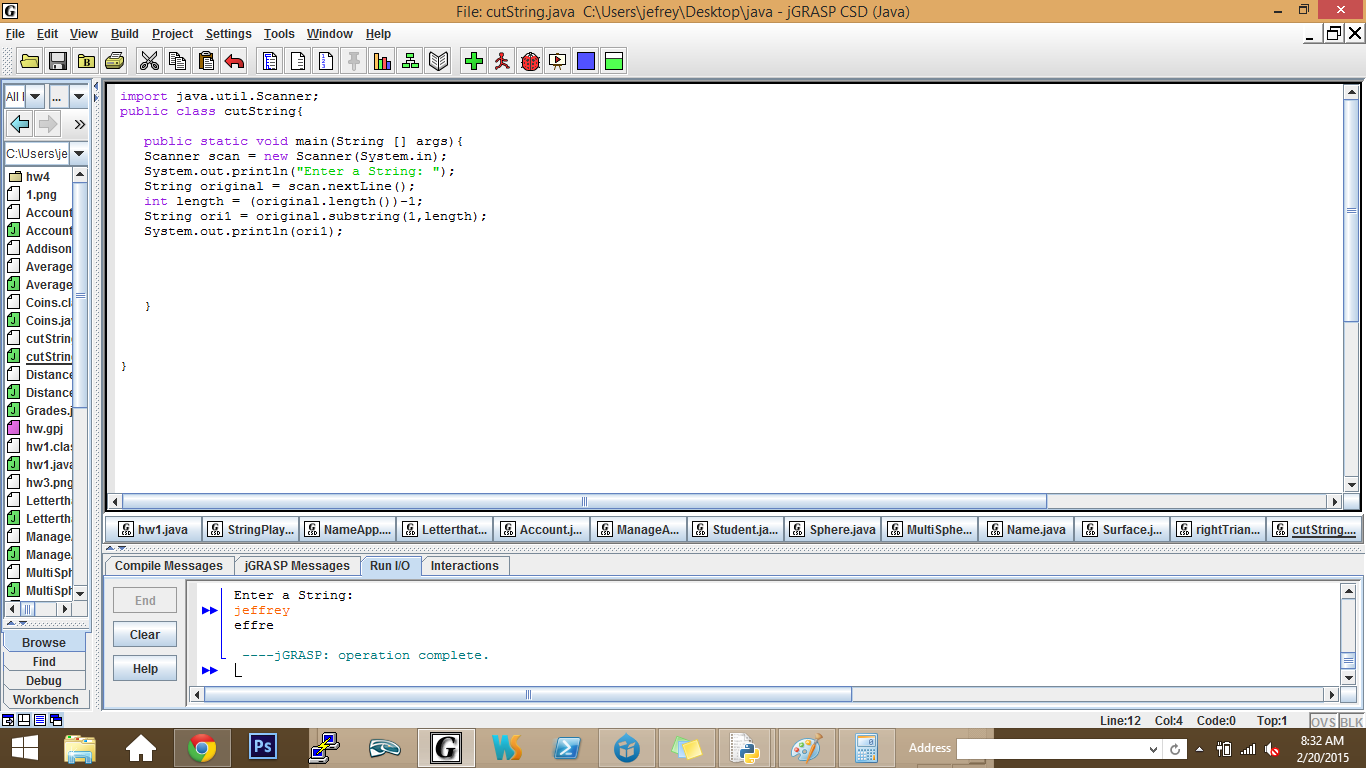 File: cutString.java  C:\Users\jefrey\Desktop\java - jGRASP CSD (Java)
File Edit View Build Project Settings Tools Window Help
All
...
C:\Users\je
hw4
1.png
Account
Account
Addison
Average
Average
Coins.cl
Coins.ja
cutStrin
cutStrin
Distance
Distance
Grades.j
hw.gpj
hw1.clas
hw1.java
hw3.png
Letterth
Letterth
Manage
Manage
MultiSph
MultiSph
Browse
Find
Debug
Workbench
import java.util.Scanner;
public class cutString{
public static void main(String [] args){
Scanner scan = new Scanner(System.in);
System.out.println("Enter a String: ");
String original = scan.nextLine();
int length = (original.length())-1;
String ori1 = original.substring(1,length);
System.out.println(ori1);
}
}
hw1.java StringPlay... NameApp.... Letterthat... Account.j... ManageA... Student.ja... Sphere.java MultiSphe... Name.java Surface.j... rightTrian... cutString....
Compile Messages jGRASP Messages Run I/O Interactions
End
Clear
Help
Enter a String:
jeffrey
effre
----jGRASP: operation complete.
Line:12 Col:4 Code:0 Top:1 OVS BLK
Ps G WS Address
8:32 AM
2/20/2015